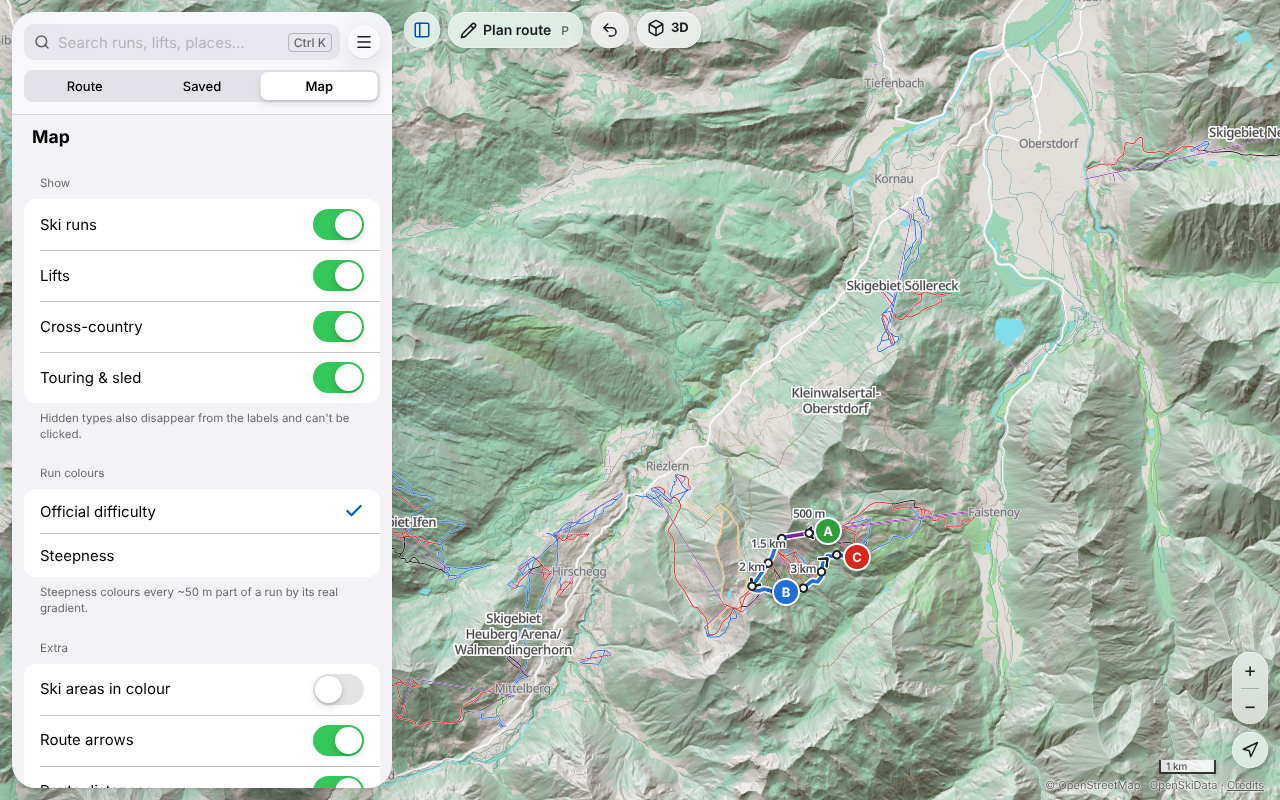 Search runs, lifts, places...
Ctrl K
Route
Saved
Map
Map
Show
Ski runs
Lifts
Cross-country
Touring & sled
Hidden types also disappear from the labels and can't be
clicked.
Run colours
Official difficulty
Steepness
Steepness colours every ~50 m part of a run by its real
gradient.
Extra
Ski areas in colour
Route arrows
Plan route P
3D
Tiefenbach
Oberstdorf
Kornau
Skigebiet Ne
Skigebiet Söllereck
Kleinwalsertal-
Oberstdorf
Riezlern
biet Ifen
Faistenoy
Hirschegg
Skigebiet
Heuberg Arena/
Walmendingerhorn
Mittelberg
500 m
A
1.5 km
C
2 km
3 km
B
+
−
1 km
© OpenStreetMap · OpenSkiData · Credits